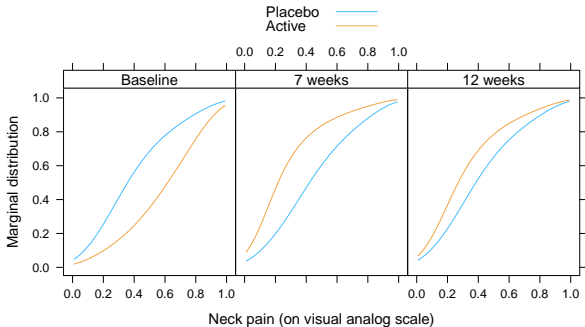 Placebo
Active
0.0 0.2 0.4 0.6 0.8 1.0
Baseline 7 weeks 12 weeks
1.0
0.8
0.6
0.4
0.2
0.0
Marginal distribution
0.0 0.2 0.4 0.6 0.8 1.0 0.0 0.2 0.4 0.6 0.8 1.0
Neck pain (on visual analog scale)